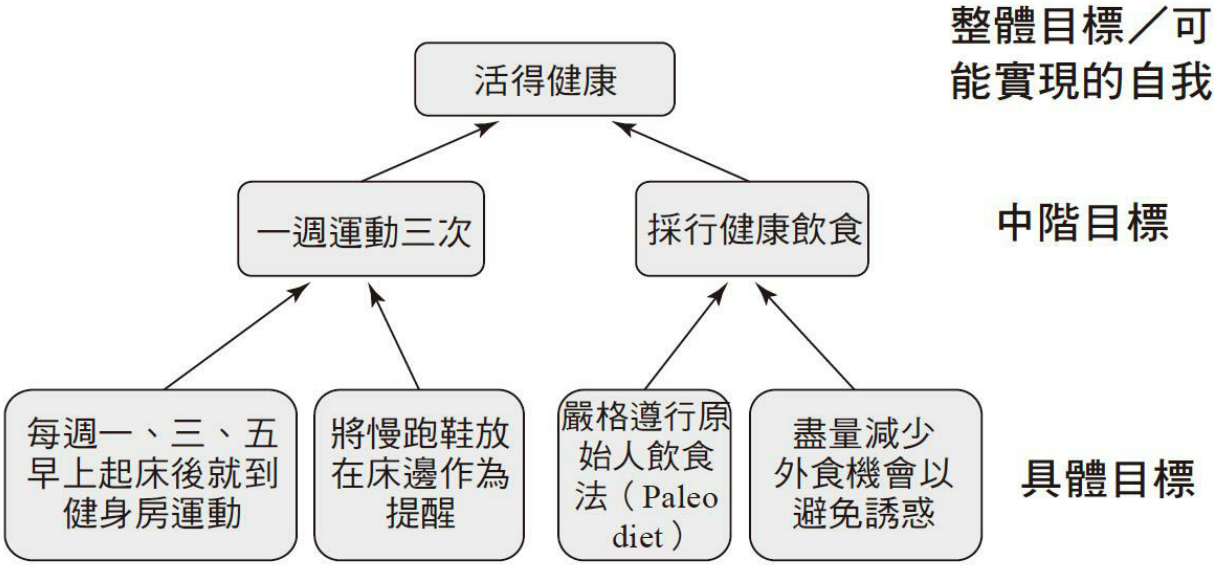 整體目標／可
能實現的自我
活得健康
一週運動三次
採行健康飲食
中階目標
每週一、三、五
早上起床後就到
健身房運動
將慢跑鞋放
在床邊作為
提醒
嚴格遵行原
始人飲食
法（Paleo
diet）
盡量減少
外食機會以
避免誘惑
具體目標